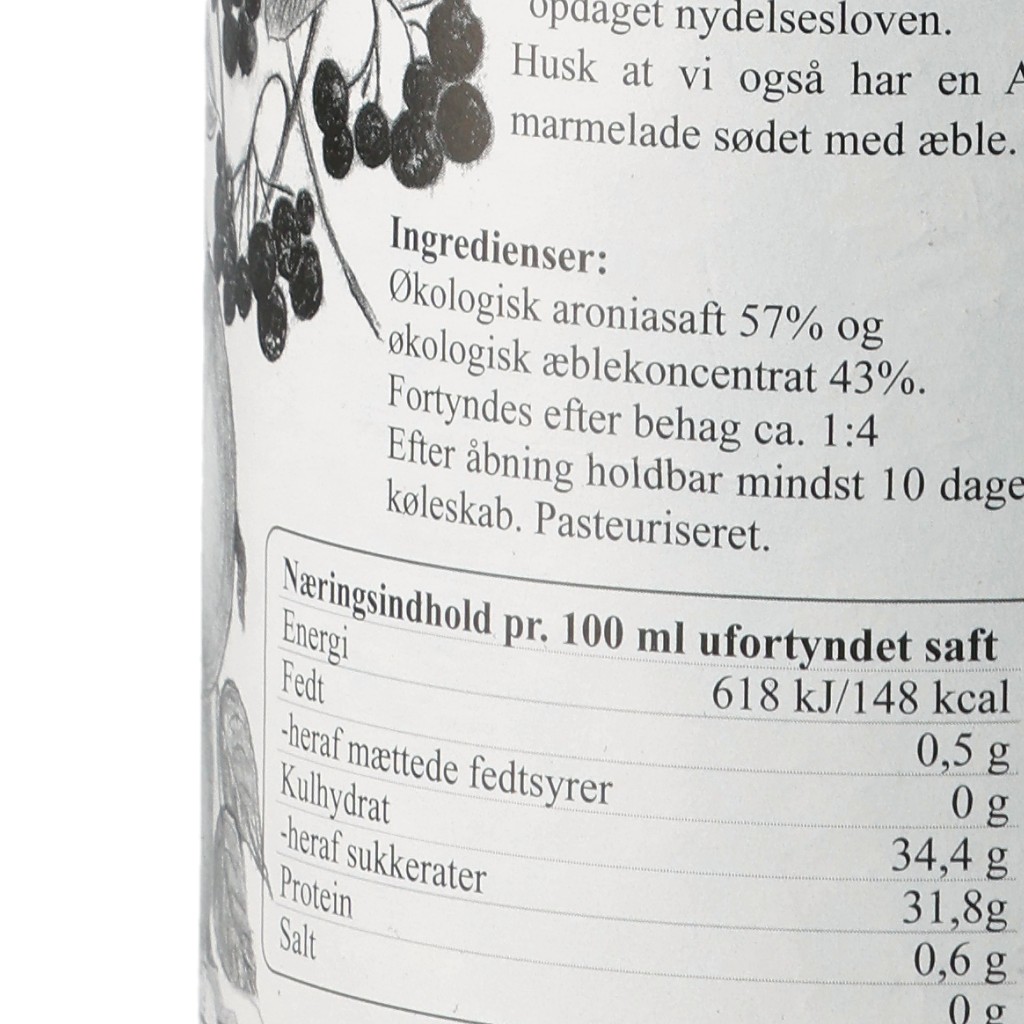 opdaget nydelsesloven.
Husk at vi også har en A
marmelade sødet med æble.
Ingredienser:
Økologisk aroniasaft 57% og
økologisk æblekoncentrat 43%.
Fortyndes efter behag ca. 1:4
Efter åbning holdbar mindst 10 dage
køleskab. Pasteuriseret.
Næringsindhold pr. 100 ml ufortyndet saft
Energi 618 kJ/148 kcal
Fedt 0,5 g
-heraf mættede fedtsyrer 0 g
Kulhydrat 34,4 g
-heraf sukkerater 31,8g
Protein 0,6 g
Salt 0 g